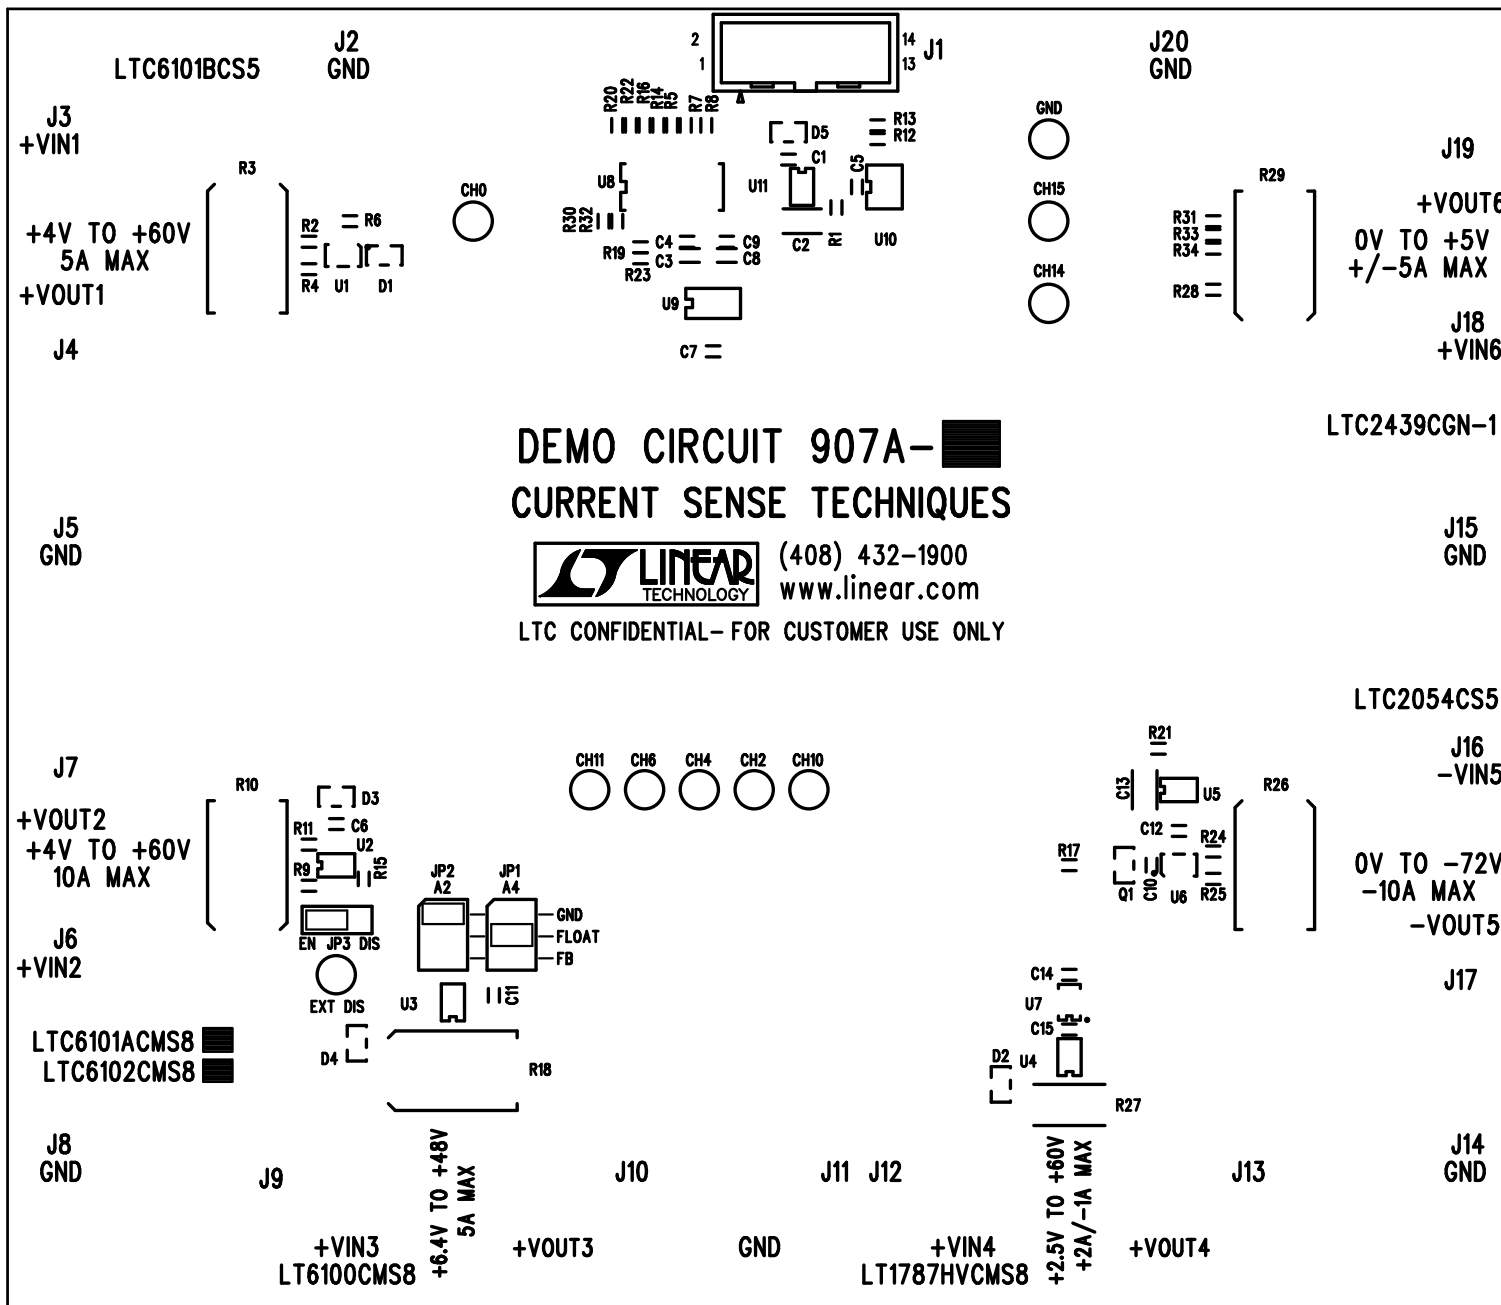 J2
GND
LTC6101BCS5
J3
+VIN1
R3
+4V TO +60V
5A MAX
+VOUT1
J4
R2
R6
R4
U1
D1
CH0
2
1
14
13
J1
R20
R22
R16
R14
R5
R7
R8
D5
C1
R13
R12
C5
U8
U11
U10
R30
R32
R19
R23
C4
C3
C9
C8
C2
R1
U9
C7
J20
GND
GND
CH15
CH14
R29
R31
R33
R34
R28
J19
+VOUT6
0V TO +5V
+/-5A MAX
J18
+VIN6
LTC2439CGN-1
DEMO CIRCUIT 907A-
CURRENT SENSE TECHNIQUES
LINEAR
TECHNOLOGY
(408) 432-1900
www.linear.com
LTC CONFIDENTIAL-FOR CUSTOMER USE ONLY
J5
GND
J15
GND
LTC2054CS5
J7
+VOUT2
+4V TO +60V
10A MAX
J6
+VIN2
R10
D3
C6
R11
U2
R9
R15
EN JP3 DIS
EXT DIS
JP2
A2
JP1
A4
GND
FLOAT
FB
U3
C11
D4
R18
CH11
CH6
CH4
CH2
CH10
R21
C13
U5
R26
C12
R24
R17
Q1
C10
U6
R25
J16
-VIN5
0V TO -72V
-10A MAX
-VOUT5
J17
C14
U7
C15
D2
U4
R27
LTC6101ACMS8
LTC6102CMS8
J8
GND
J9
+6.4V TO +48V
5A MAX
J10
J11
J12
+2.5V TO +60V
+2A/-1A MAX
J13
J14
GND
+VIN3
LT6100CMS8
+VOUT3
GND
+VIN4
LT1787HVCMS8
+VOUT4